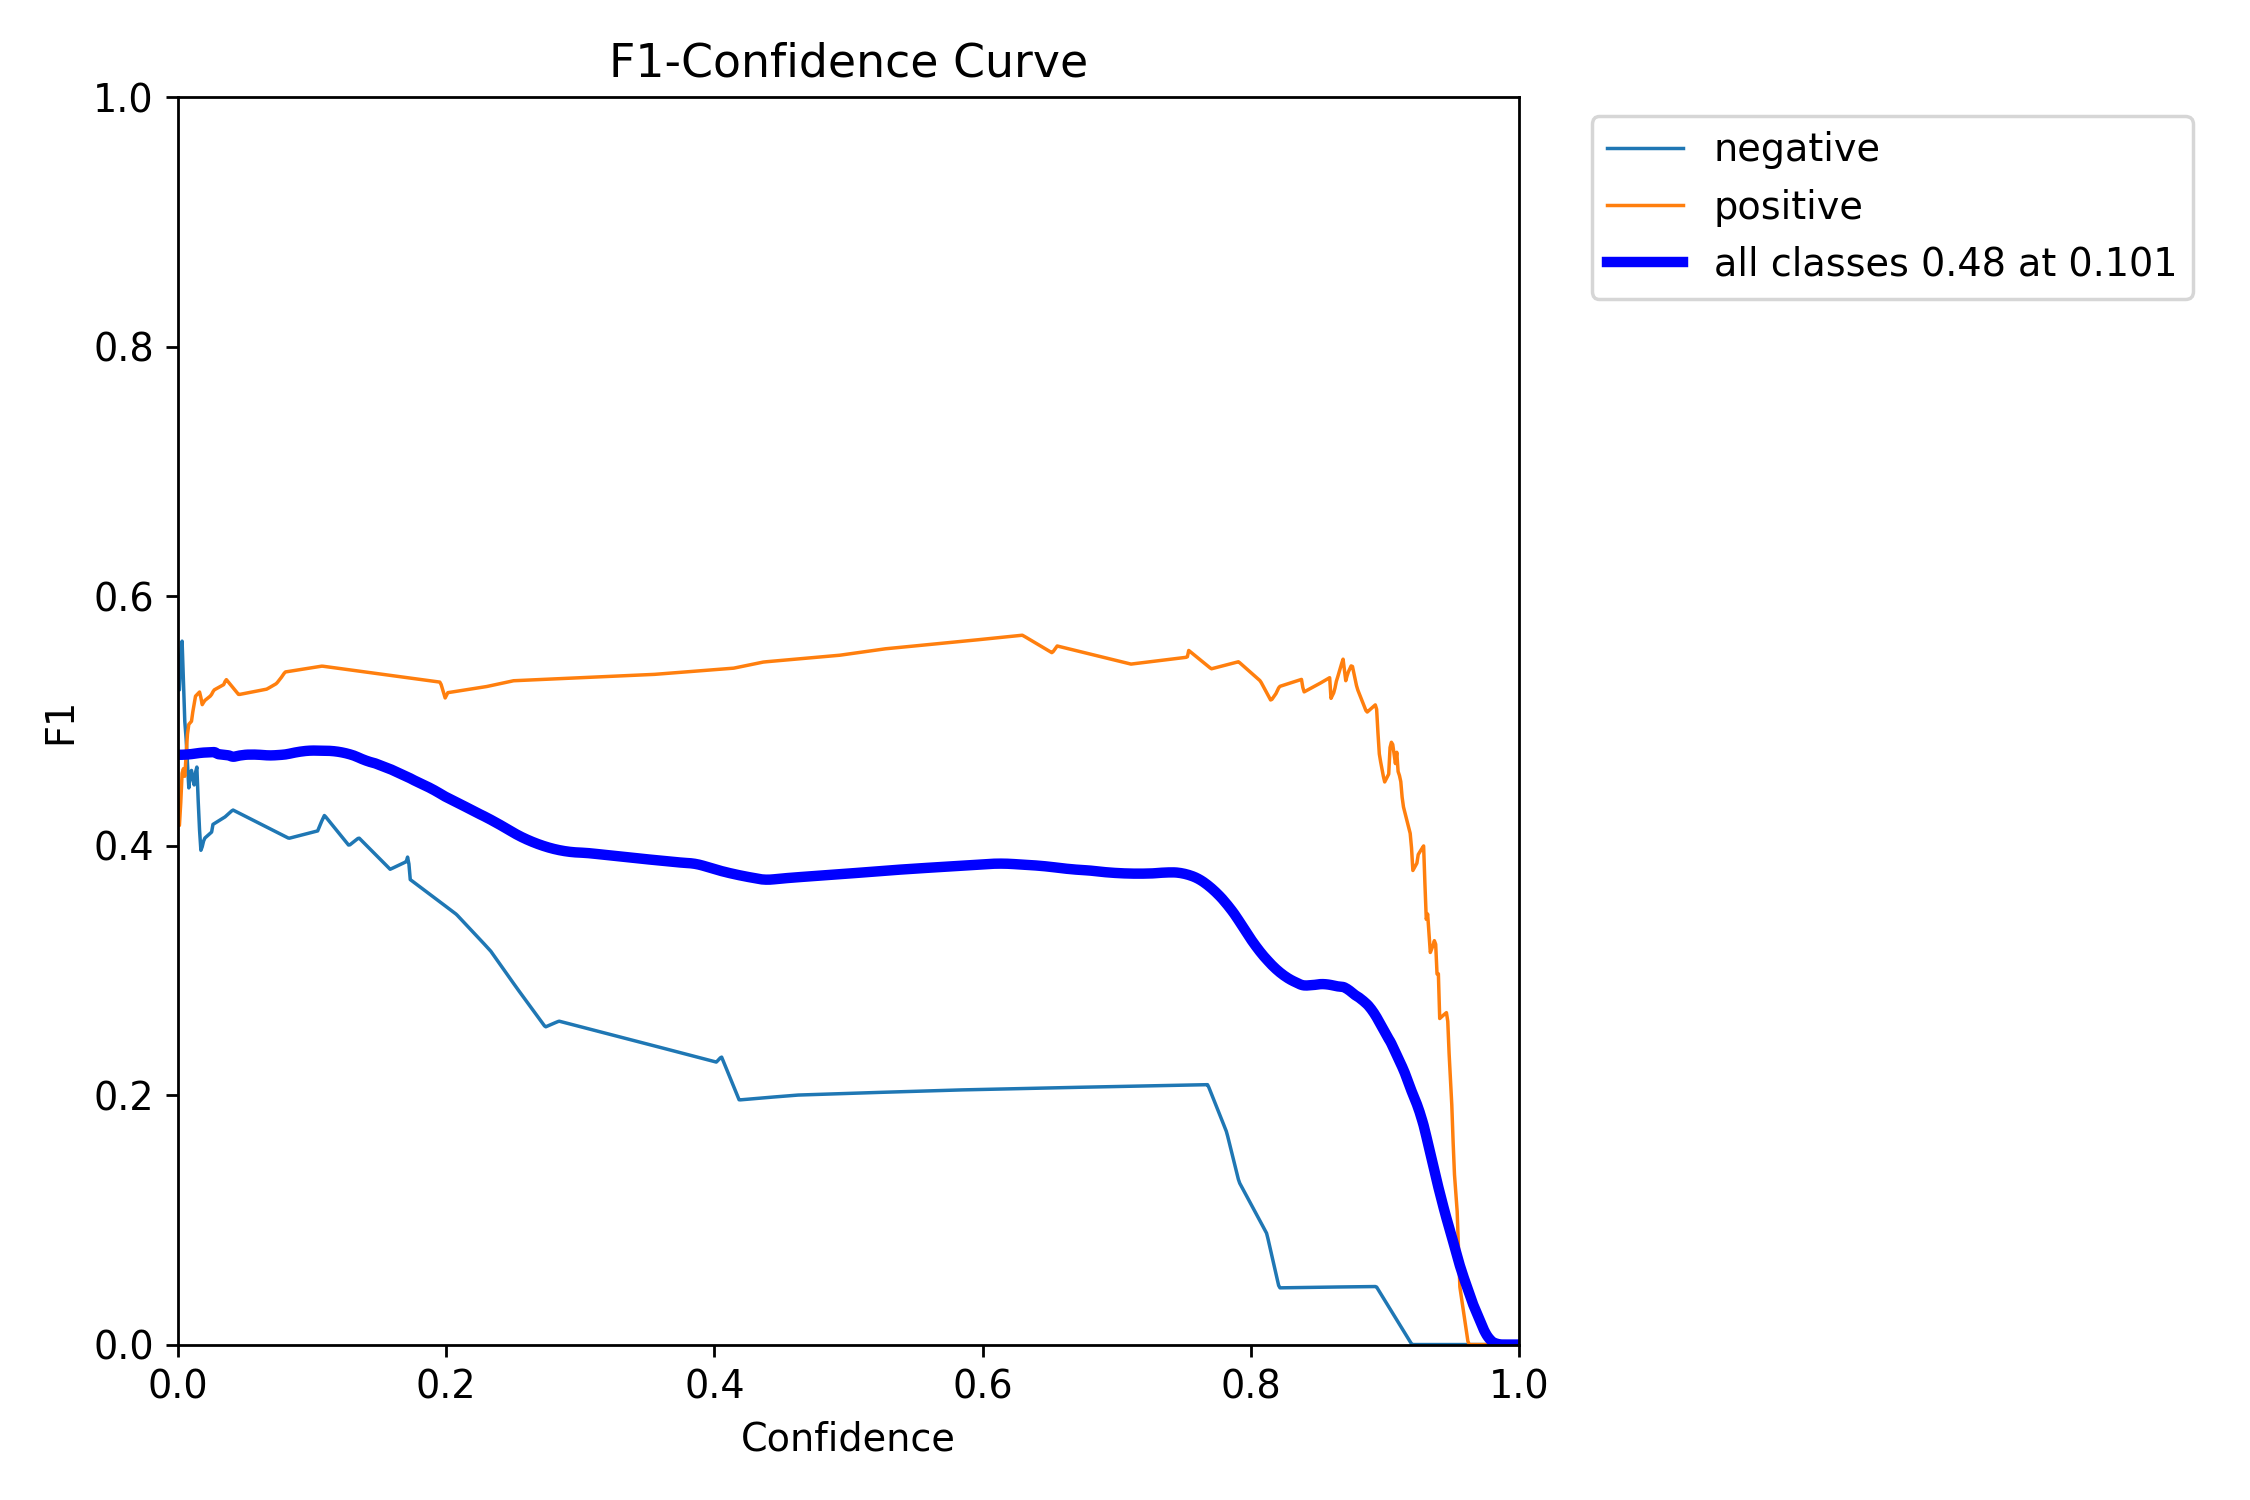 F1-Confidence Curve
1.0
0.8
0.6
0.4
0.2
0.0
F1
0.0 0.2 0.4 0.6 0.8 1.0
Confidence
negative
positive
all classes 0.48 at 0.101